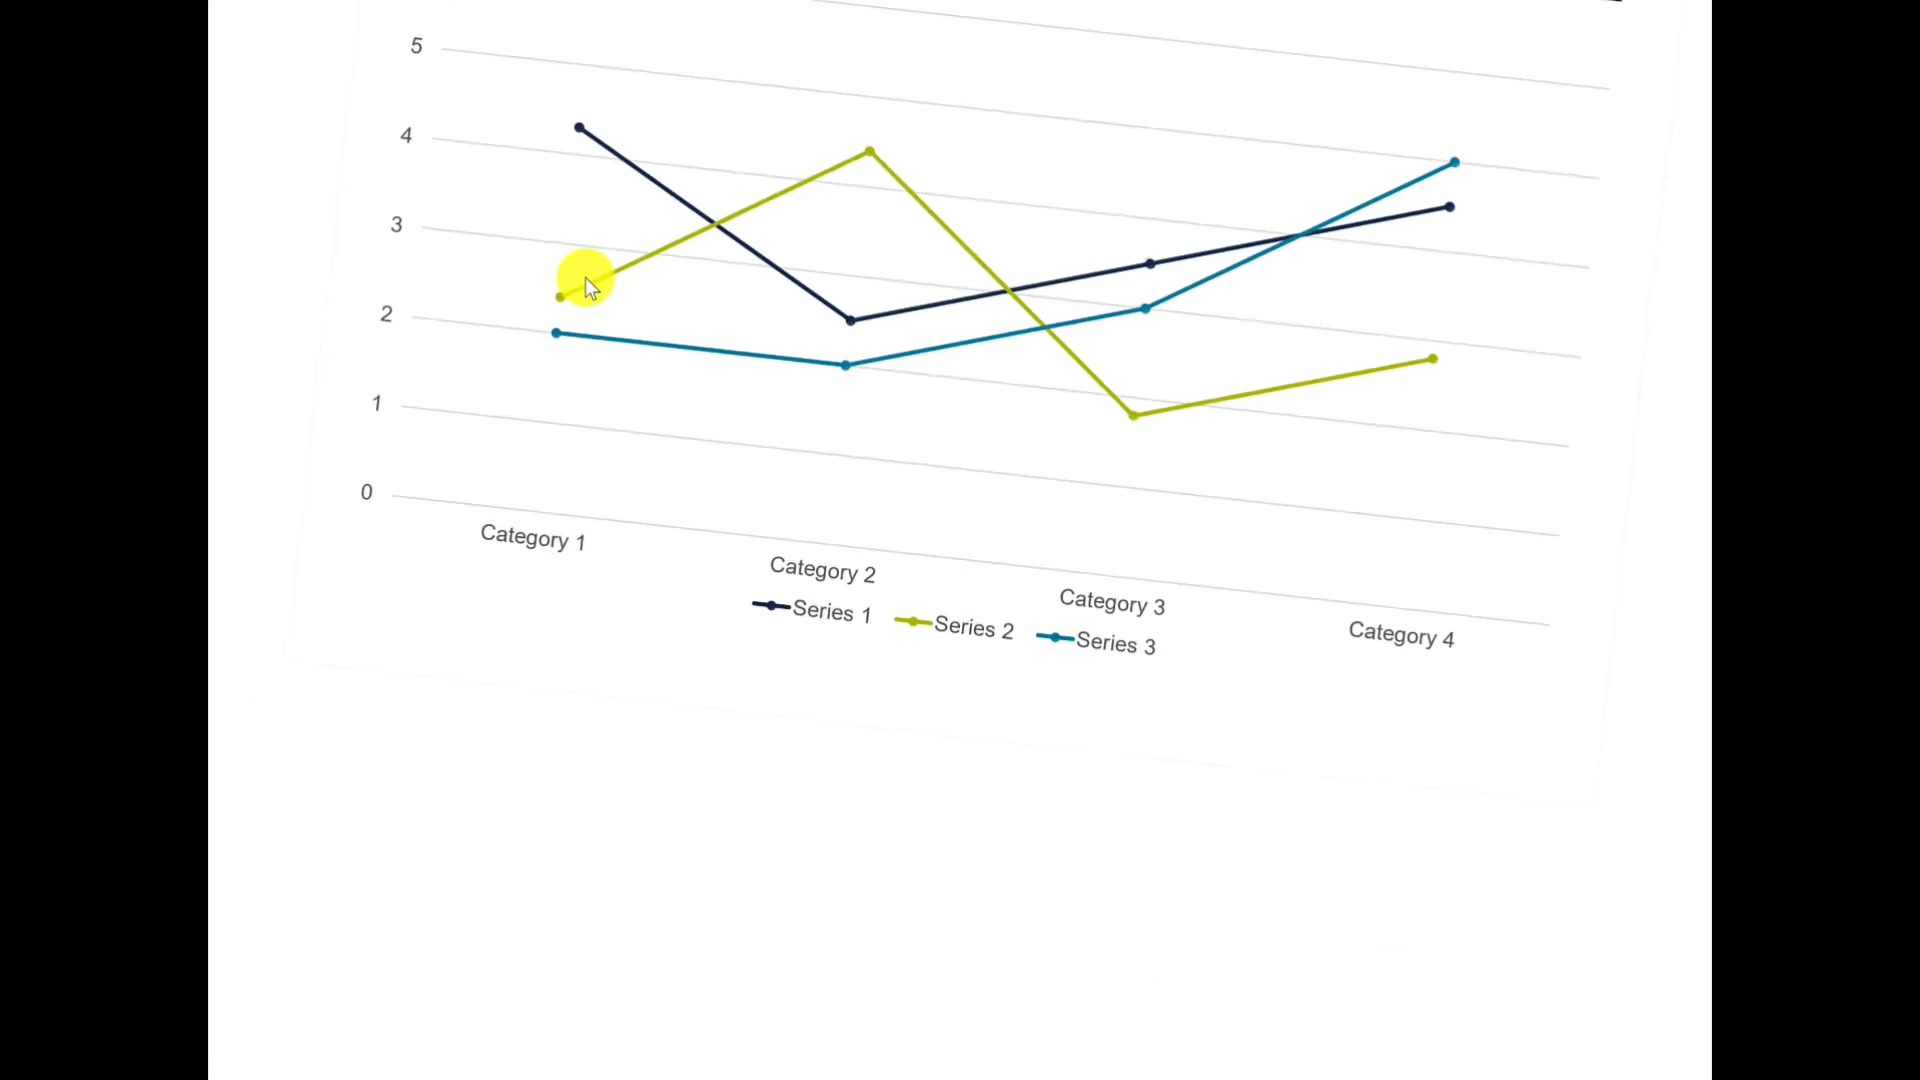 5
4
3
2
1
0
Category 1
Category 2
Category 3
Category 4
Series 1
Series 2
Series 3